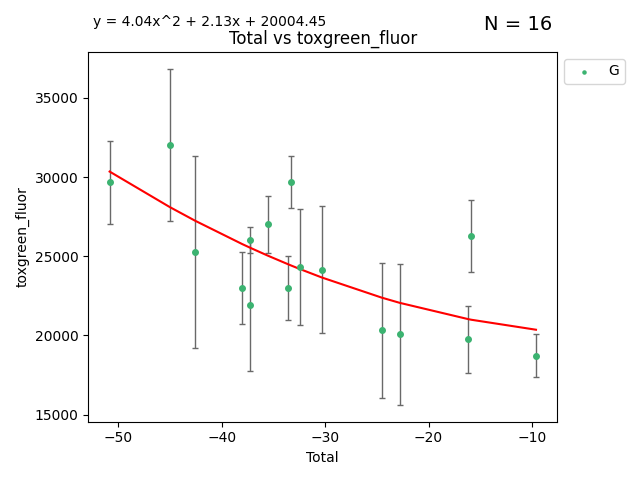 y = 4.04x^2 + 2.13x + 20004.45
N = 16
Total vs toxgreen_fluor
G
35000
30000
25000
20000
15000
toxgreen_fluor
−50
−40
−30
−20
−10
Total